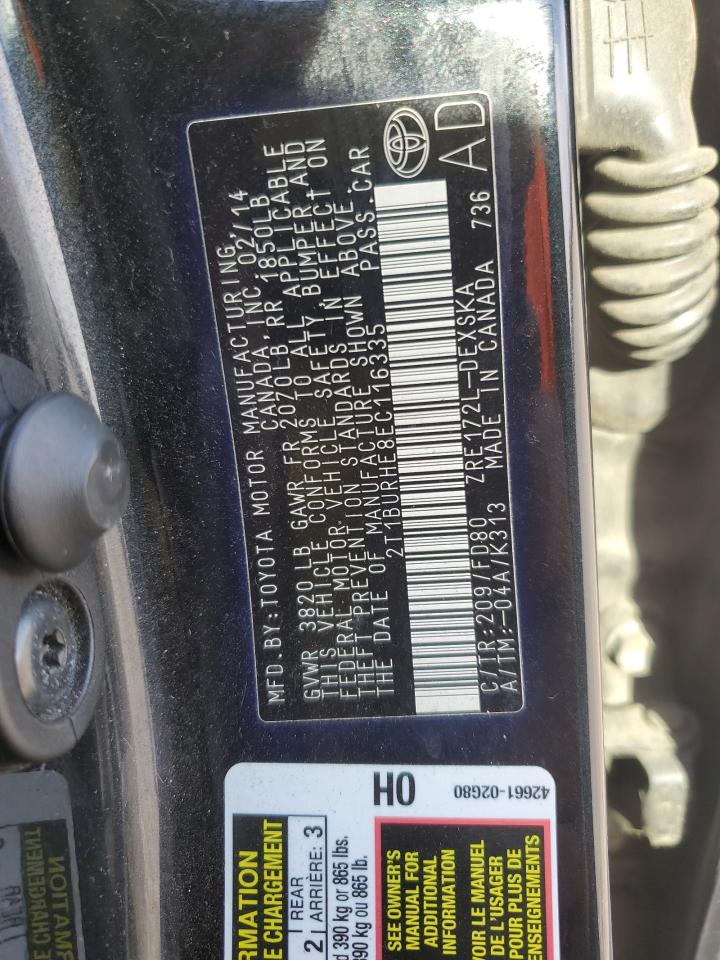 MFD. BY: TOYOTA MOTOR MANUFACTURING,
CANADA, INC. 02/14
GVWR 3820 LB GAWR FR 2070LB, RR 1850LB
THIS VEHICLE CONFORMS TO ALL APPLICABLE
FEDERAL MOTOR VEHICLE SAFETY, BUMPER AND
THEFT PREVENTION STANDARDS IN EFFECT ON
THE DATE OF MANUFACTURE SHOWN ABOVE.
2T1BURHE8EC116335 PASS.CAR
C/TR:209/FD80 ZRE172L-DEXSKA
A/TM:-04A/K313 MADE IN CANADA 736
AD
HO
42661-02G80
RMATION
E CHARGEMENT
2 REAR
ARRIÈRE: 3
390 kg or 865 lbs.
390 kg ou 865 lb.
SEE OWNER'S
MANUAL FOR
ADDITIONAL
INFORMATION
VOIR LE MANUEL
DE L'USAGER
POUR PLUS DE
RENSEIGNEMENTS
MATION
E CHARGEMENT